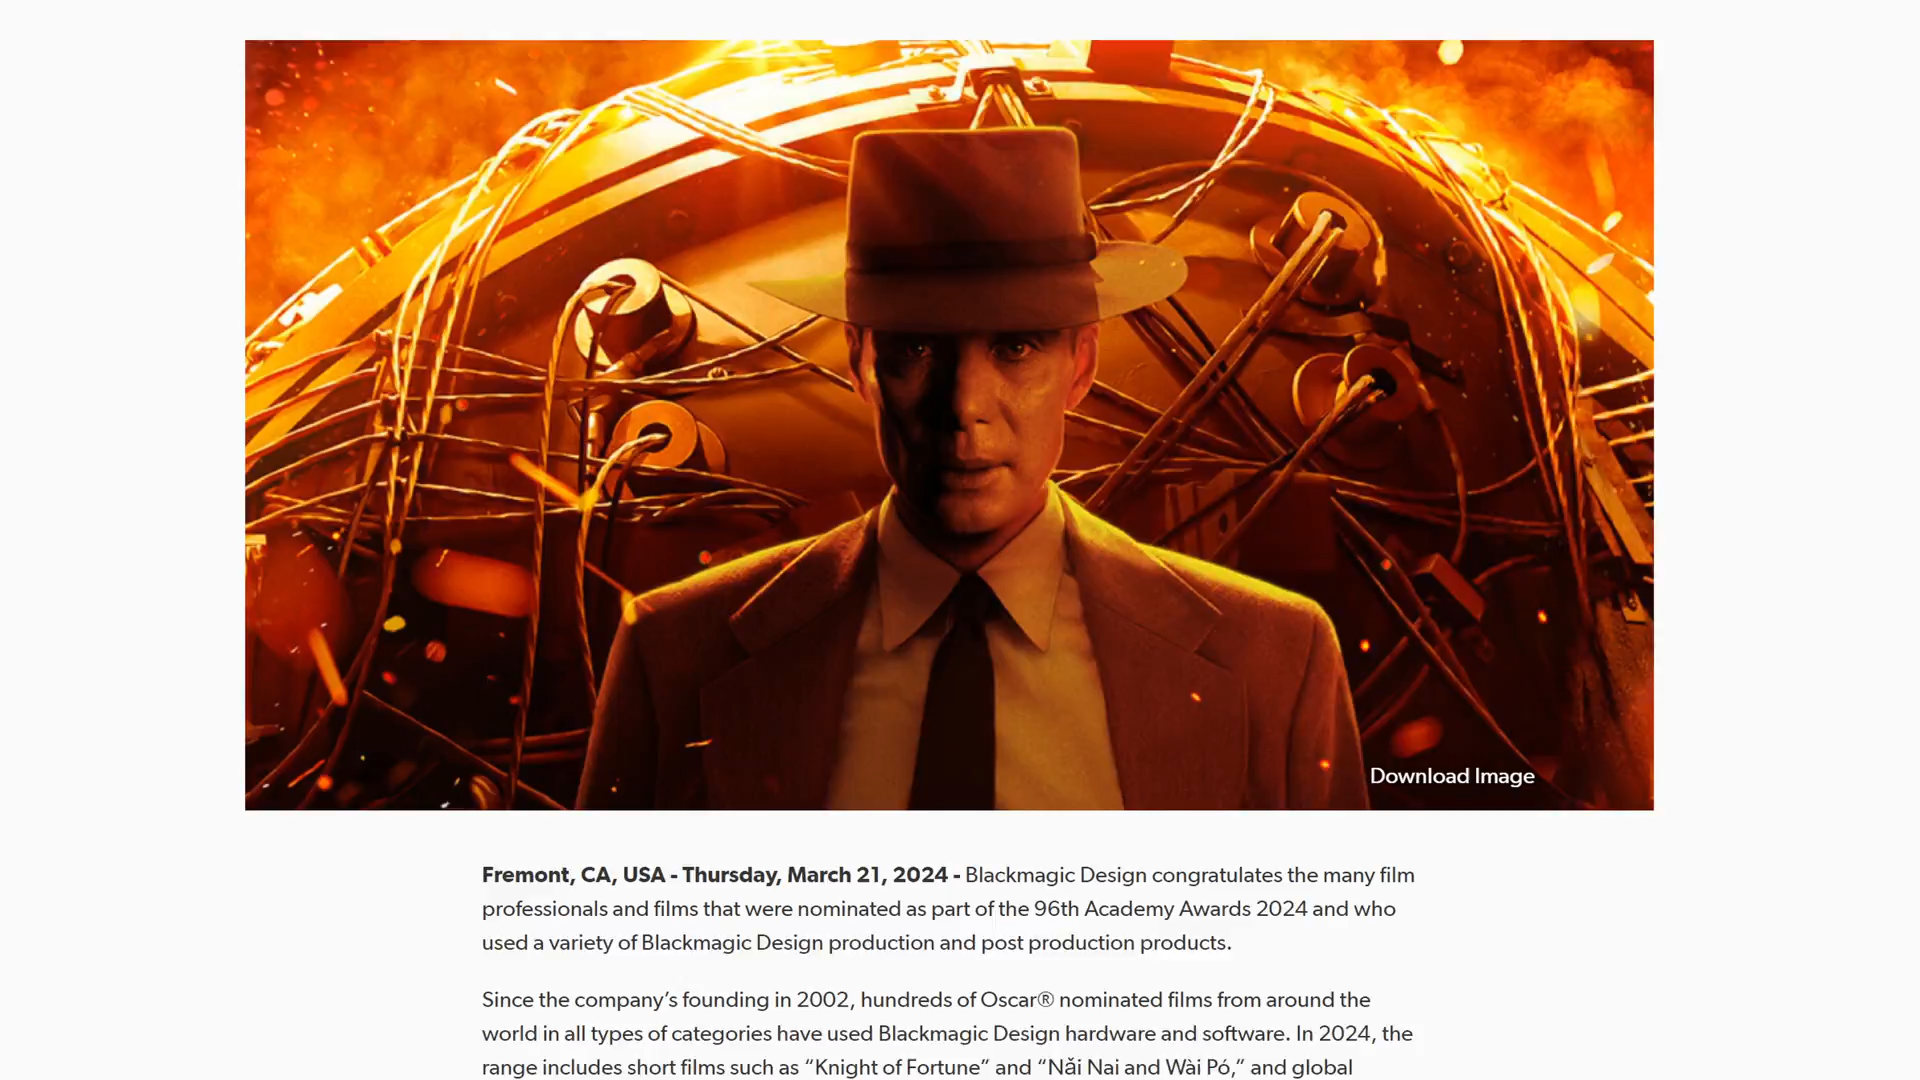 Download Image
Fremont, CA, USA - Thursday, March 21, 2024 - Blackmagic Design congratulates the many film
professionals and films that were nominated as part of the 96th Academy Awards 2024 and who
used a variety of Blackmagic Design production and post production products.
Since the company’s founding in 2002, hundreds of Oscar® nominated films from around the
world in all types of categories have used Blackmagic Design hardware and software. In 2024, the
range includes short films such as “Knight of Fortune” and “Nǎi Nai and Wài Pó,” and global